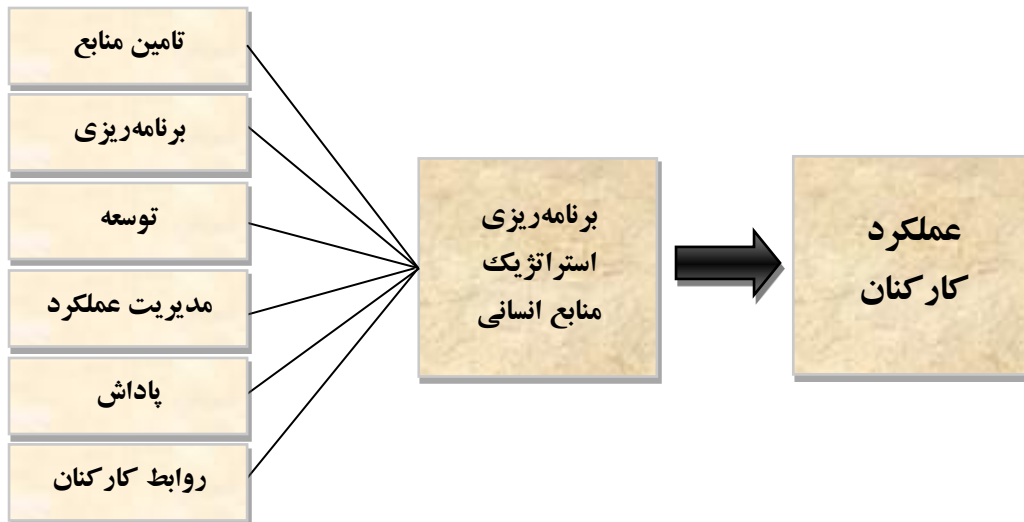 تامین منابع
برنامه‌ریزی
توسعه
مدیریت عملکرد
پاداش
روابط کارکنان
برنامه‌ریزی
استراتژیک
منابع انسانی
عملکرد
کارکنان